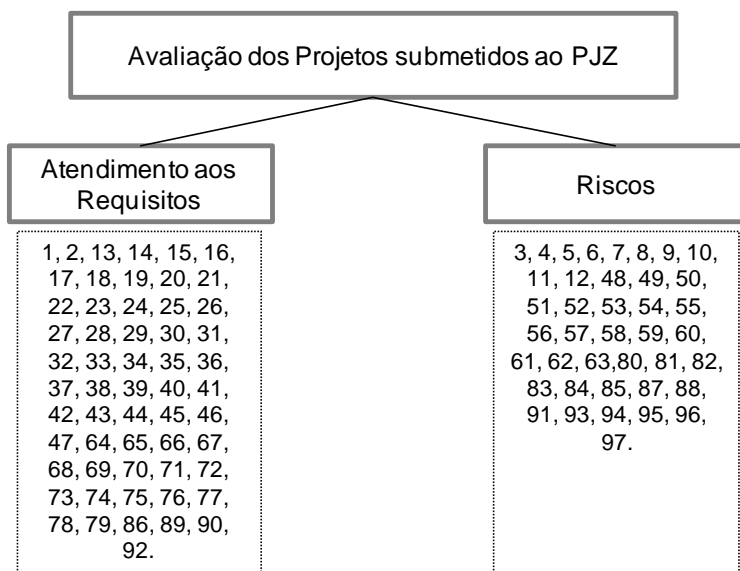 Avaliação dos Projetos submetidos ao PJZ
Atendimento aos
Requisitos
1, 2, 13, 14, 15, 16,
17, 18, 19, 20, 21,
22, 23, 24, 25, 26,
27, 28, 29, 30, 31,
32, 33, 34, 35, 36,
37, 38, 39, 40, 41,
42, 43, 44, 45, 46,
47, 64, 65, 66, 67,
68, 69, 70, 71, 72,
73, 74, 75, 76, 77,
78, 79, 86, 89, 90,
92.
Riscos
3, 4, 5, 6, 7, 8, 9, 10,
11, 12, 48, 49, 50,
51, 52, 53, 54, 55,
56, 57, 58, 59, 60,
61, 62, 63,80, 81, 82,
83, 84, 85, 87, 88,
91, 93, 94, 95, 96,
97.